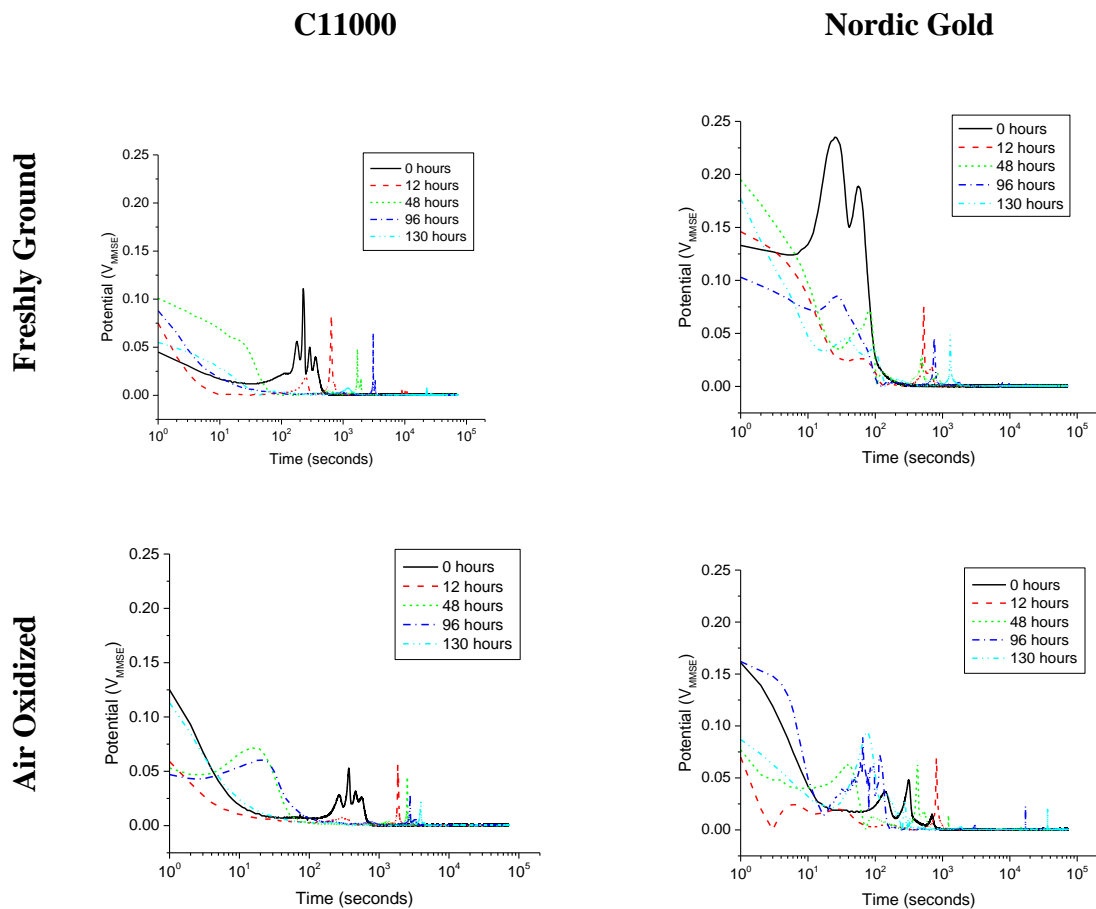 C11000
Nordic Gold
Freshly Ground
0.25
0.20
0.15
0.10
0.05
0.00
Potential (V_MMSE)
10^0 10^1 10^2 10^3 10^4 10^5
Time (seconds)
0 hours
12 hours
48 hours
96 hours
130 hours
0.25
0.20
0.15
0.10
0.05
0.00
Potential (V_MMSE)
10^0 10^1 10^2 10^3 10^4 10^5
Time (seconds)
0 hours
12 hours
48 hours
96 hours
130 hours
Air Oxidized
0.25
0.20
0.15
0.10
0.05
0.00
Potential (V_MMSE)
10^0 10^1 10^2 10^3 10^4 10^5
Time (seconds)
0 hours
12 hours
48 hours
96 hours
130 hours
0.25
0.20
0.15
0.10
0.05
0.00
Potential (V_MMSE)
10^0 10^1 10^2 10^3 10^4 10^5
Time (seconds)
0 hours
12 hours
48 hours
96 hours
130 hours